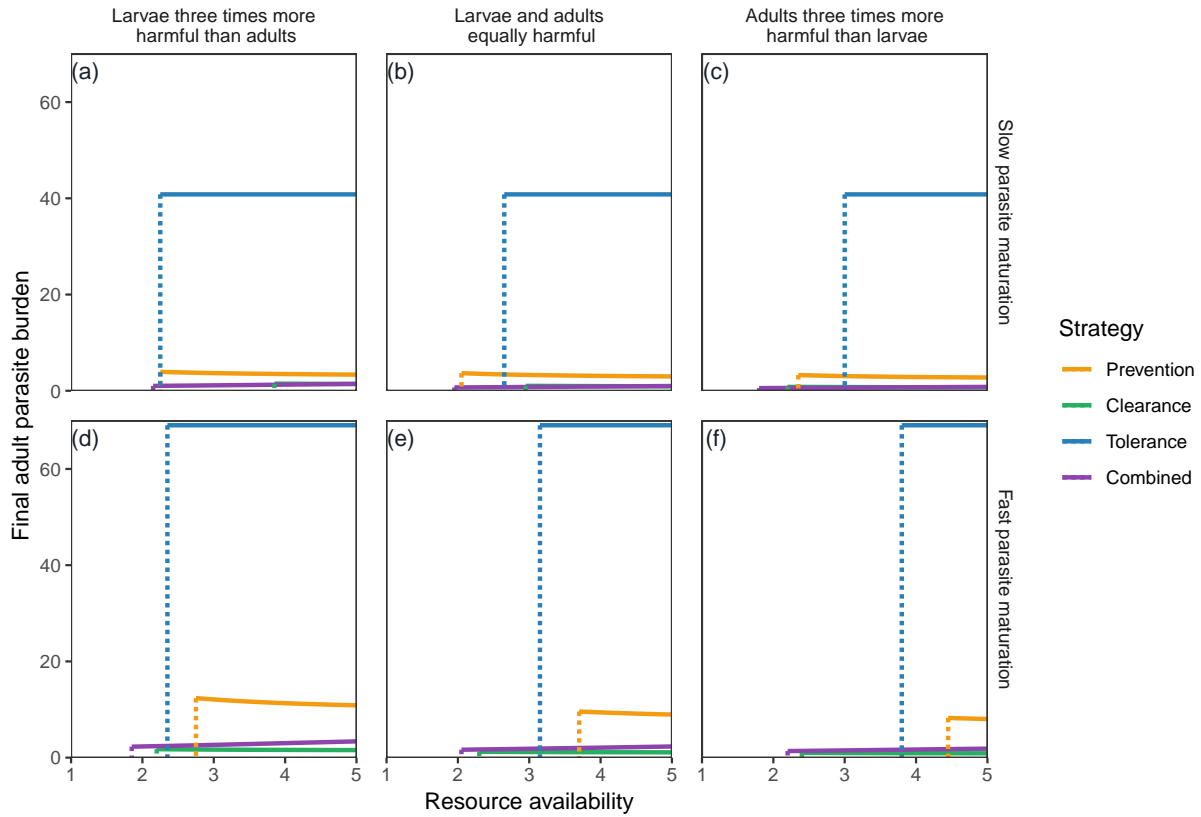 Larvae three times more
harmful than adults
Larvae and adults
equally harmful
Adults three times more
harmful than larvae
(a)
(b)
(c)
60
40
20
0
Slow parasite maturation
Final adult parasite burden
(d)
(e)
(f)
60
40
20
0
Fast parasite maturation
1 2 3 4 5
1 2 3 4 5
1 2 3 4 5
Resource availability
Strategy
Prevention
Clearance
Tolerance
Combined